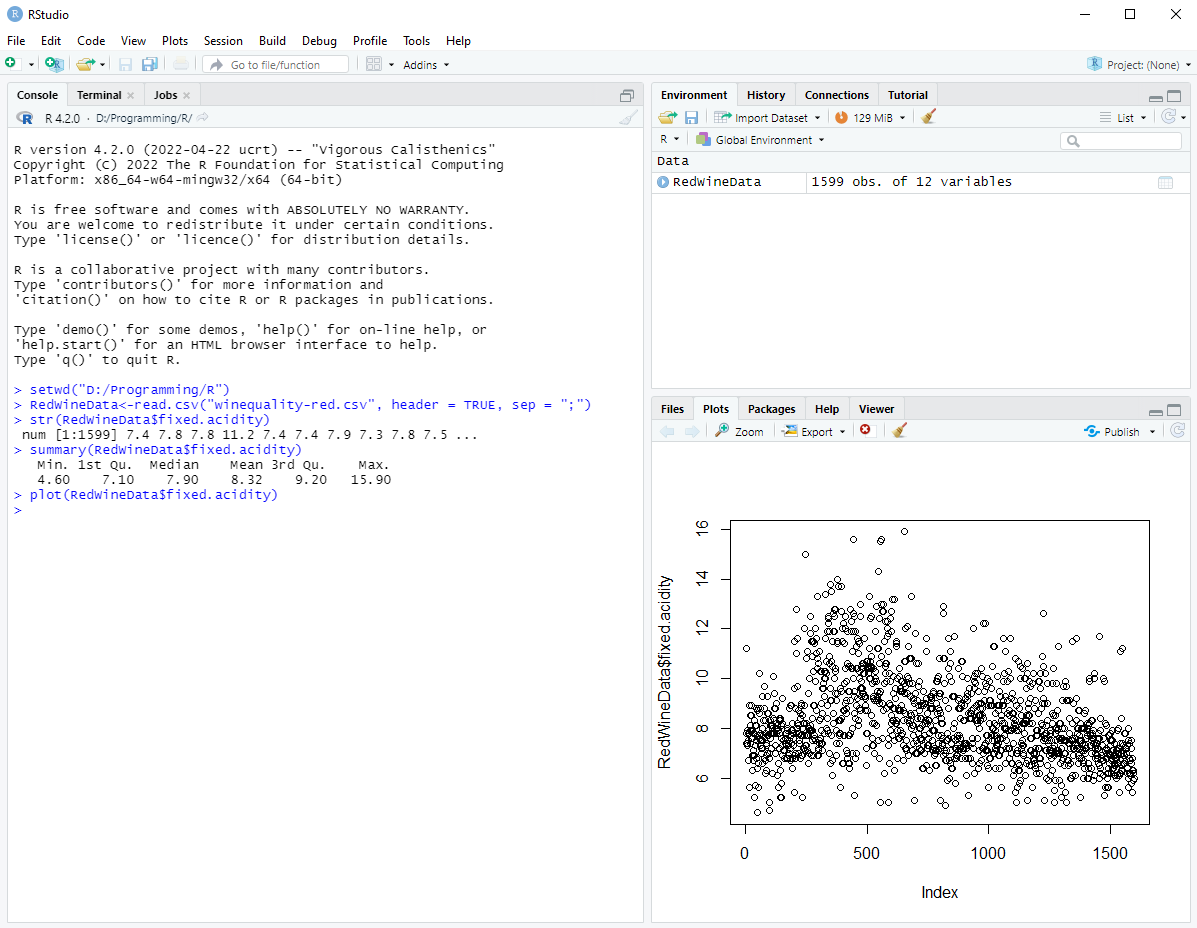 RStudio
File Edit Code View Plots Session Build Debug Profile Tools Help
Go to file/function Addins Project: (None)
Console Terminal Jobs
R 4.2.0 · D:/Programming/R/
R version 4.2.0 (2022-04-22 ucrt) -- "Vigorous Calisthenics"
Copyright (C) 2022 The R Foundation for Statistical Computing
Platform: x86_64-w64-mingw32/x64 (64-bit)
R is free software and comes with ABSOLUTELY NO WARRANTY.
You are welcome to redistribute it under certain conditions.
Type 'license()' or 'licence()' for distribution details.
R is a collaborative project with many contributors.
Type 'contributors()' for more information and
'citation()' on how to cite R or R packages in publications.
Type 'demo()' for some demos, 'help()' for on-line help, or
'help.start()' for an HTML browser interface to help.
Type 'q()' to quit R.
> setwd("D:/Programming/R")
> RedWineData<-read.csv("winequality-red.csv", header = TRUE, sep = ";")
> str(RedWineData$fixed.acidity)
num [1:1599] 7.4 7.8 7.8 11.2 7.4 7.4 7.9 7.3 7.8 7.5 ...
> summary(RedWineData$fixed.acidity)
Min. 1st Qu. Median Mean 3rd Qu. Max.
4.60 7.10 7.90 8.32 9.20 15.90
> plot(RedWineData$fixed.acidity)
>
Environment History Connections Tutorial
Import Dataset 129 MiB List
R Global Environment
Data
RedWineData 1599 obs. of 12 variables
Files Plots Packages Help Viewer
Zoom Export Publish
RedWineData$fixed.acidity
16
14
12
10
8
6
0 500 1000 1500
Index